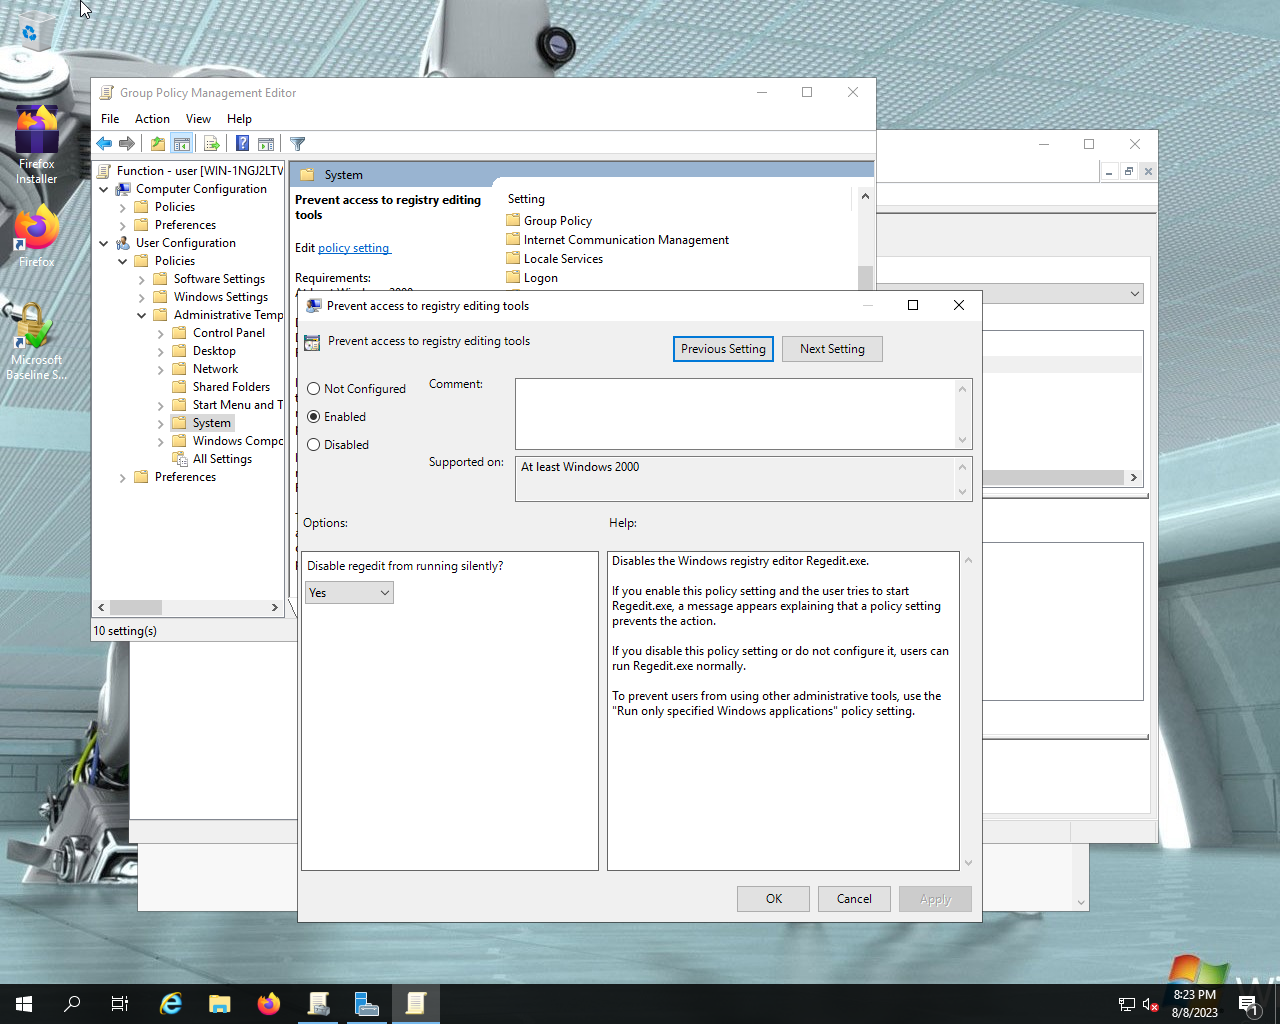 Firefox
Installer
Firefox
Microsoft
Baseline S...
Group Policy Management Editor
File Action View Help
Function - user [WIN-1NGJ2LTV
Computer Configuration
Policies
Preferences
User Configuration
Policies
Software Settings
Windows Settings
Administrative Temp
Control Panel
Desktop
Network
Shared Folders
Start Menu and T
System
Windows Compo
All Settings
Preferences
10 setting(s)
System
Prevent access to registry editing
tools
Edit policy setting
Requirements:
Setting
Group Policy
Internet Communication Management
Locale Services
Logon
Prevent access to registry editing tools
Prevent access to registry editing tools
Previous Setting
Next Setting
Not Configured
Enabled
Disabled
Comment:
Supported on:
At least Windows 2000
Options:
Help:
Disable regedit from running silently?
Yes
Disables the Windows registry editor Regedit.exe.
If you enable this policy setting and the user tries to start
Regedit.exe, a message appears explaining that a policy setting
prevents the action.
If you disable this policy setting or do not configure it, users can
run Regedit.exe normally.
To prevent users from using other administrative tools, use the
"Run only specified Windows applications" policy setting.
OK
Cancel
Apply
8:23 PM
8/8/2023
1